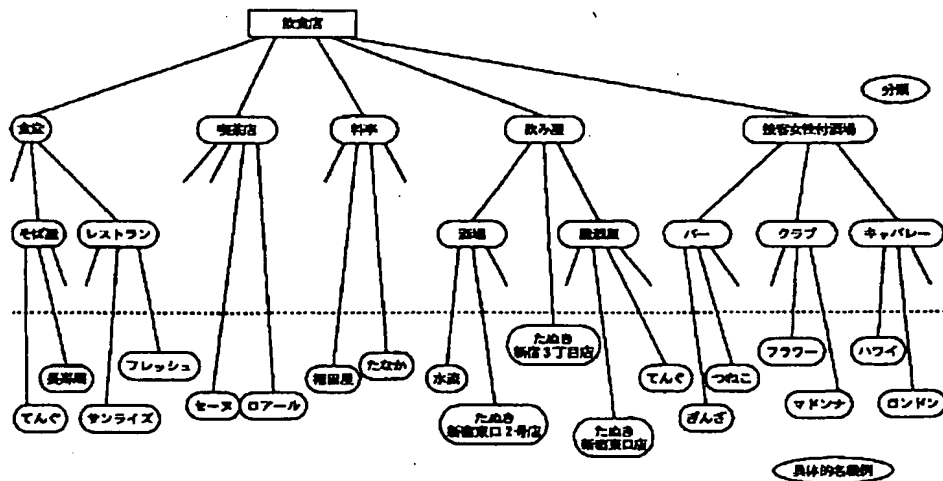 飲食店
分類
食堂
喫茶店
料亭
飲み屋
接客女性付酒場
そば屋
レストラン
酒場
居酒屋
バー
クラブ
キャバレー
たぬき
新宿3丁目店
フラワー
ハワイ
長寿庵
フレッシュ
たなか
水流
てんぐ
つねこ
てんぐ
サンライズ
セーヌ
ロアール
ぎんざ
マドンナ
ロンドン
たぬき
新宿東口2号店
たぬき
新宿東口店
具体的名称例